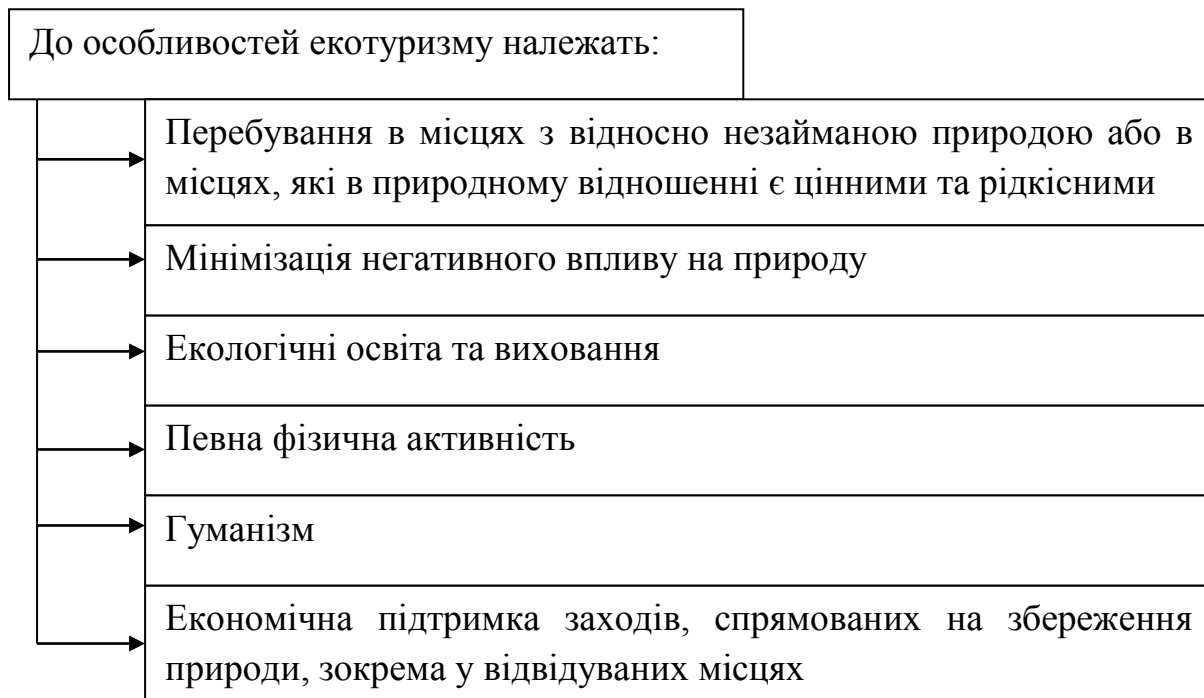 До особливостей екотуризму належать:
Перебування в місцях з відносно незайманою природою або в
місцях, які в природному відношенні є цінними та рідкісними
Мінімізація негативного впливу на природу
Екологічні освіта та виховання
Певна фізична активність
Гуманізм
Економічна підтримка заходів, спрямованих на збереження
природи, зокрема у відвідуваних місцях